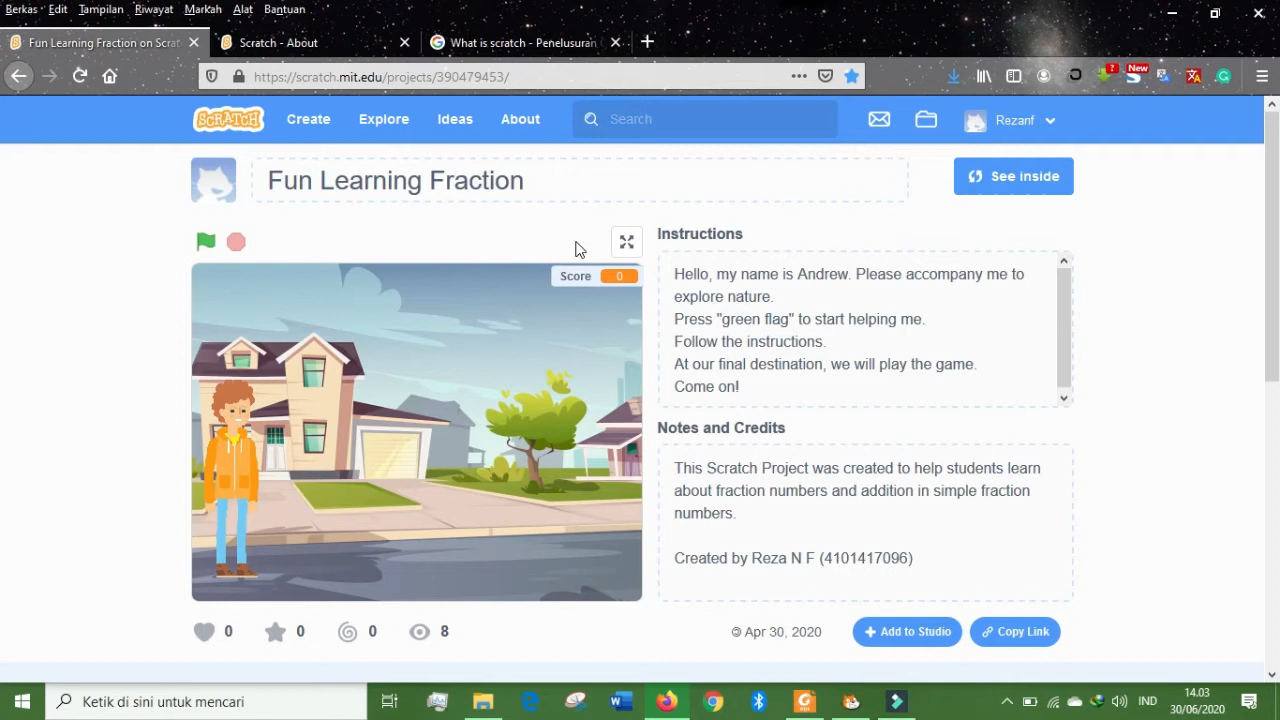 Berkas Edit Tampilan Riwayat Markah Alat Bantuan
Fun Learning Fraction on Scrat
Scratch - About
What is scratch - Penelusuran
https://scratch.mit.edu/projects/390479453/
New
SCRATCH
Create Explore Ideas About
Search
Rezanf
Fun Learning Fraction
See inside
Score 0
Instructions
Hello, my name is Andrew. Please accompany me to
explore nature.
Press "green flag" to start helping me.
Follow the instructions.
At our final destination, we will play the game.
Come on!
Notes and Credits
This Scratch Project was created to help students learn
about fraction numbers and addition in simple fraction
numbers.
Created by Reza N F (4101417096)
0 0 0 8
© Apr 30, 2020
Add to Studio
Copy Link
Ketik di sini untuk mencari
IND
14.03
30/06/2020